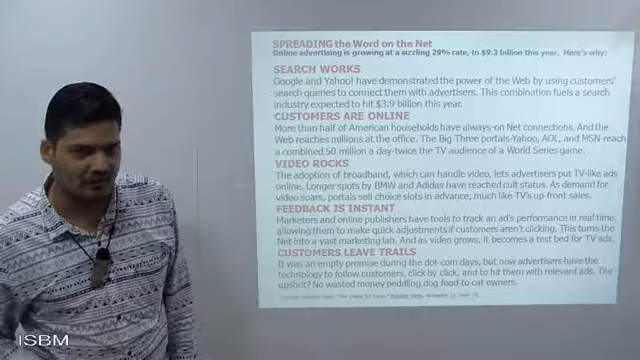 SPREADING the Word on the Net
Online advertising is growing at a sizzling 29% rate, to $9.3 billion this year. Here's why:
SEARCH WORKS
Google and Yahoo! have demonstrated the power of the Web by using customers'
search queries to connect them with advertisers. This combination fuels a search
industry expected to hit $3.9 billion this year.
CUSTOMERS ARE ONLINE
More than half of American households have always-on Net connections. And the
Web reaches millions at the office. The Big Three portals-Yahoo, AOL, and MSN-reach
a combined 50 million a day-twice the TV audience of a World Series game.
VIDEO ROCKS
The adoption of broadband, which can handle video, lets advertisers put TV-like ads
online. Longer spots by BMW and Adidas have reached cult status. As demand for
video soars, portals sell choice slots in advance, much like TV's up-front sales.
FEEDBACK IS INSTANT
Marketers and online publishers have tools to track an ad's performance in real time,
allowing them to make quick adjustments if customers aren't clicking. This turns the
Net into a vast marketing lab. And as video grows, it becomes a test bed for TV ads.
CUSTOMERS LEAVE TRAILS
It was an empty promise during the dot-com days, but now advertisers have the
technology to follow customers, click by click, and to hit them with relevant ads. The
upshot? No wasted money peddling dog food to cat owners.
ISBM